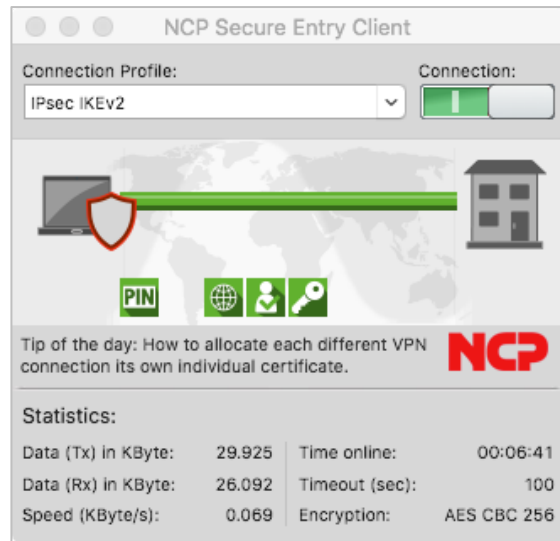 NCP Secure Entry Client
Connection Profile:
Connection:
IPsec IKEv2
PIN
Tip of the day: How to allocate each different VPN
connection its own individual certificate.
NCP
Statistics:
Data (Tx) in KByte: 29.925 Time online: 00:06:41
Data (Rx) in KByte: 26.092 Timeout (sec): 100
Speed (KByte/s): 0.069 Encryption: AES CBC 256